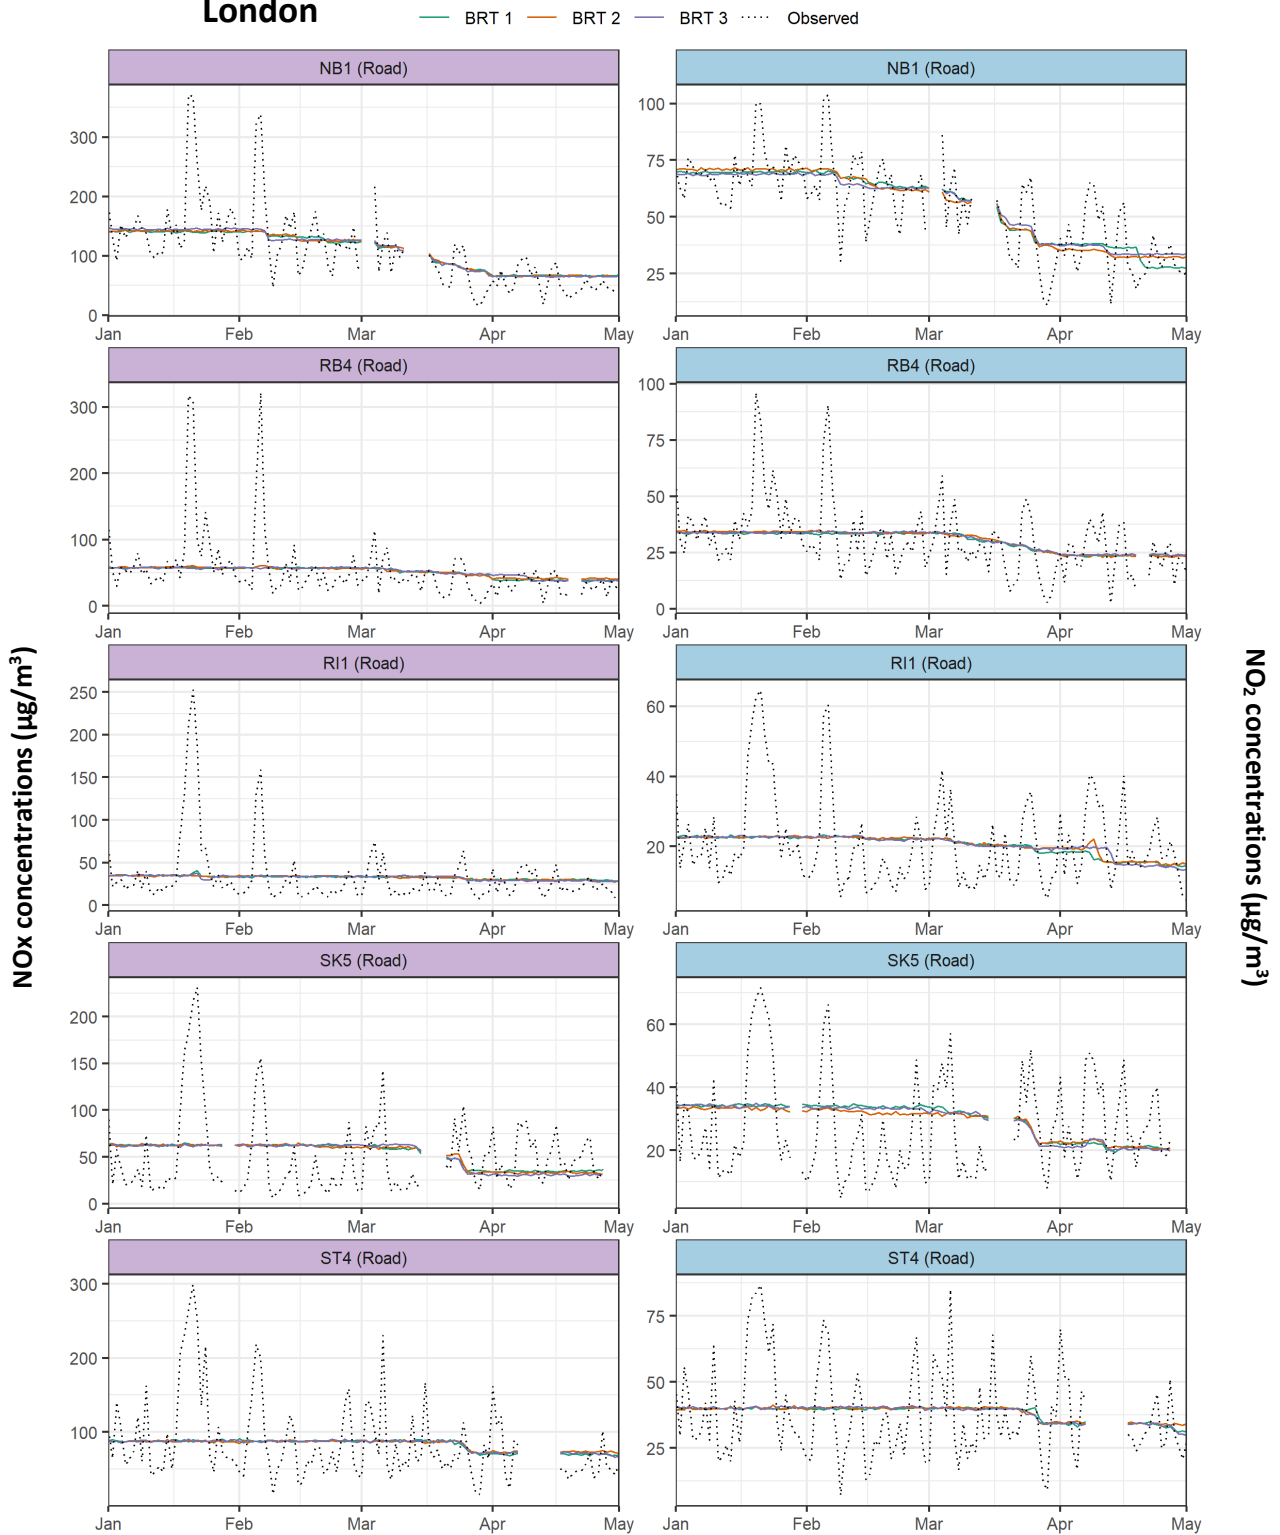 London
BRT 1 BRT 2 BRT 3 Observed
NB1 (Road) NB1 (Road)
300
200
100
0
Jan Feb Mar Apr May
100
75
50
25
Jan Feb Mar Apr May
RB4 (Road) RB4 (Road)
300
200
100
0
Jan Feb Mar Apr May
100
75
50
25
0
Jan Feb Mar Apr May
RI1 (Road) RI1 (Road)
250
200
150
100
50
0
Jan Feb Mar Apr May
60
40
20
Jan Feb Mar Apr May
SK5 (Road) SK5 (Road)
200
150
100
50
0
Jan Feb Mar Apr May
60
40
20
Jan Feb Mar Apr May
ST4 (Road) ST4 (Road)
300
200
100
Jan Feb Mar Apr May
75
50
25
Jan Feb Mar Apr May
NOx concentrations (µg/m³)
NO₂ concentrations (µg/m³)